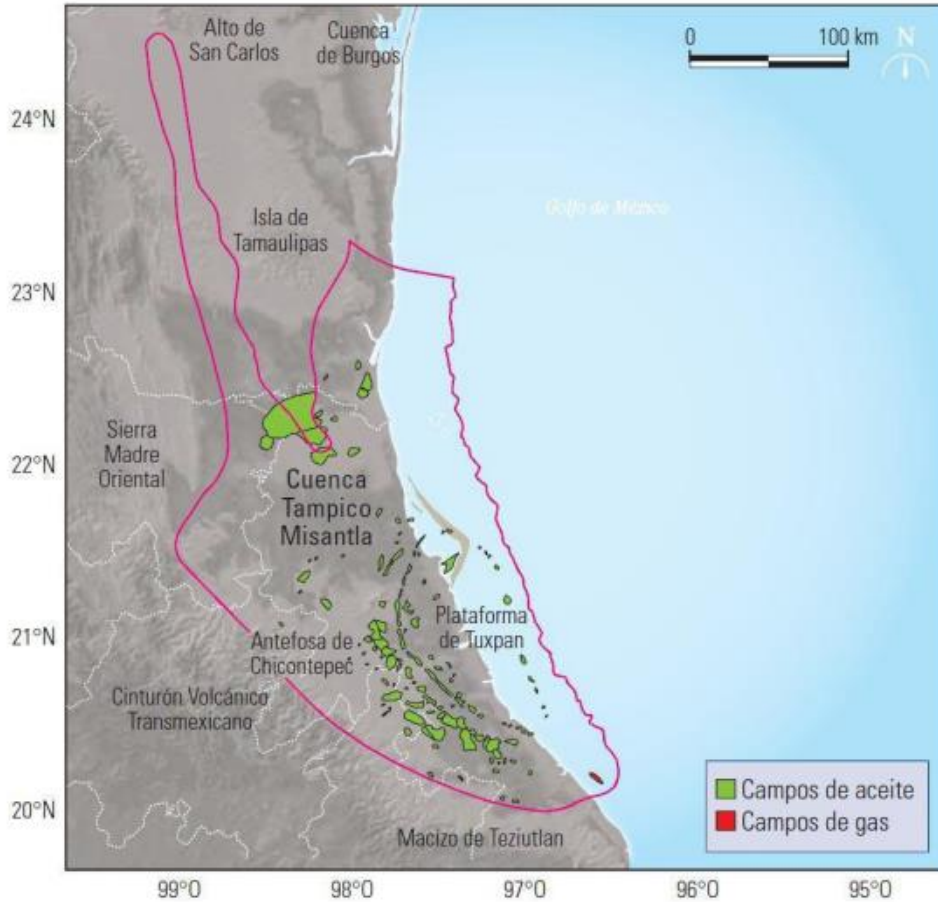 Alto de
San Carlos
Cuenca
de Burgos
0 100 km
N
24°N
Golfo de México
Isla de
Tamaulipas
23°N
Sierra
Madre
Oriental
22°N
Cuenca
Tampico
Misantla
21°N
Plataforma
de Tuxpan
Antefosa de
Chicontepec
Cinturón Volcánico
Transmexicano
20°N
Macizo de Teziutlan
Campos de aceite
Campos de gas
99°O 98°O 97°O 96°O 95°O